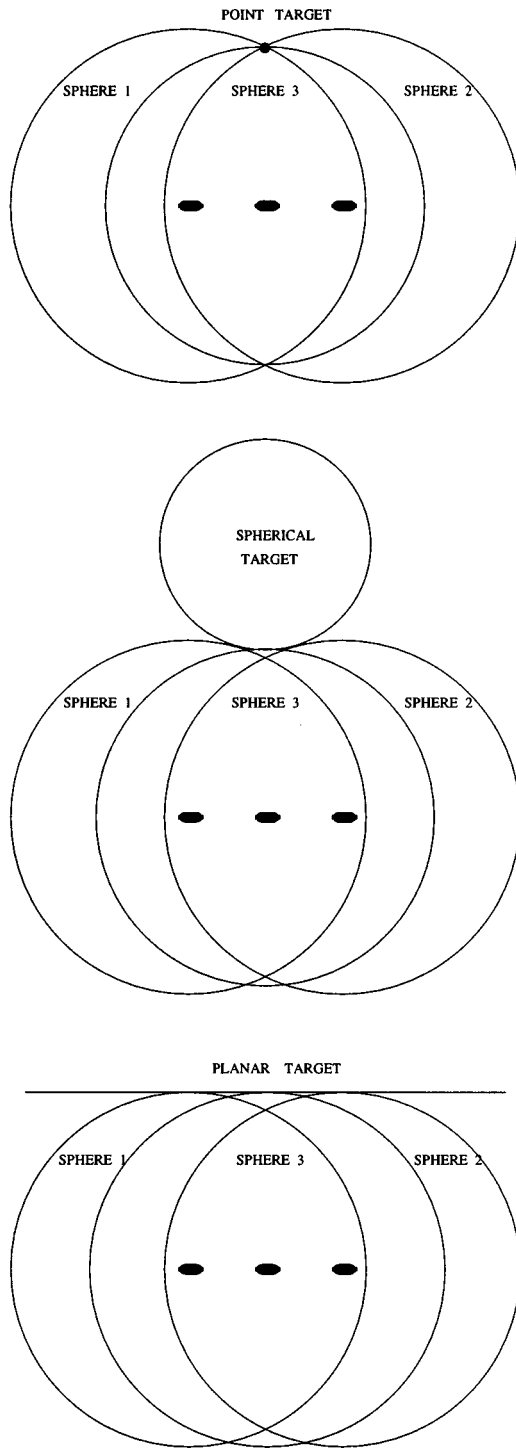 POINT TARGET
SPHERE 1 SPHERE 3 SPHERE 2
SPHERICAL
TARGET
SPHERE 1 SPHERE 3 SPHERE 2
PLANAR TARGET
SPHERE 1 SPHERE 3 SPHERE 2